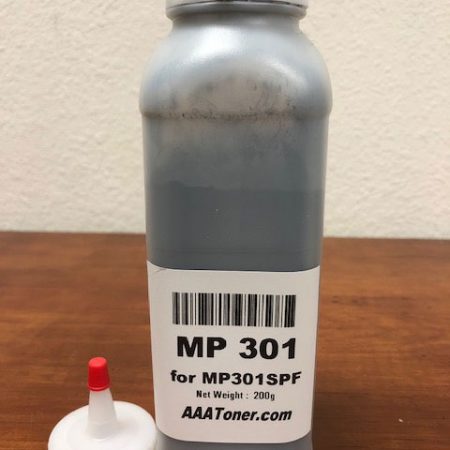 MP 301
for MP301SPF
Net Weight : 200g
AAAToner.com